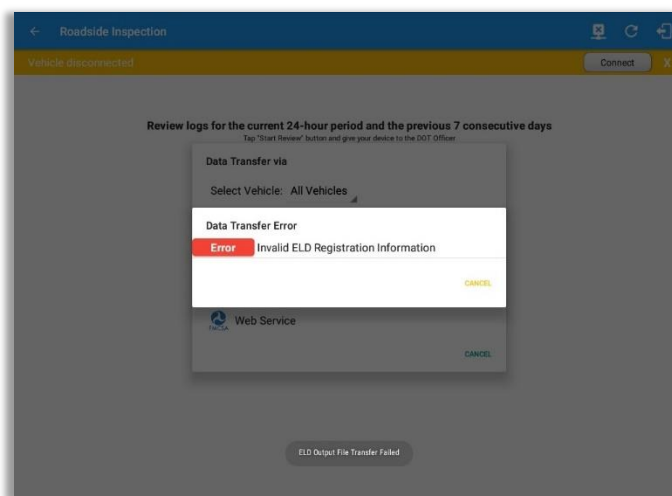 Roadside Inspection
Vehicle disconnected
Connect
X
Review logs for the current 24-hour period and the previous 7 consecutive days
Tap "Start Review" button and give your device to the DOT Officer
Data Transfer via
Select Vehicle: All Vehicles
Data Transfer Error
Error Invalid ELD Registration Information
CANCEL
FMCSA
Web Service
CANCEL
ELD Output File Transfer Failed